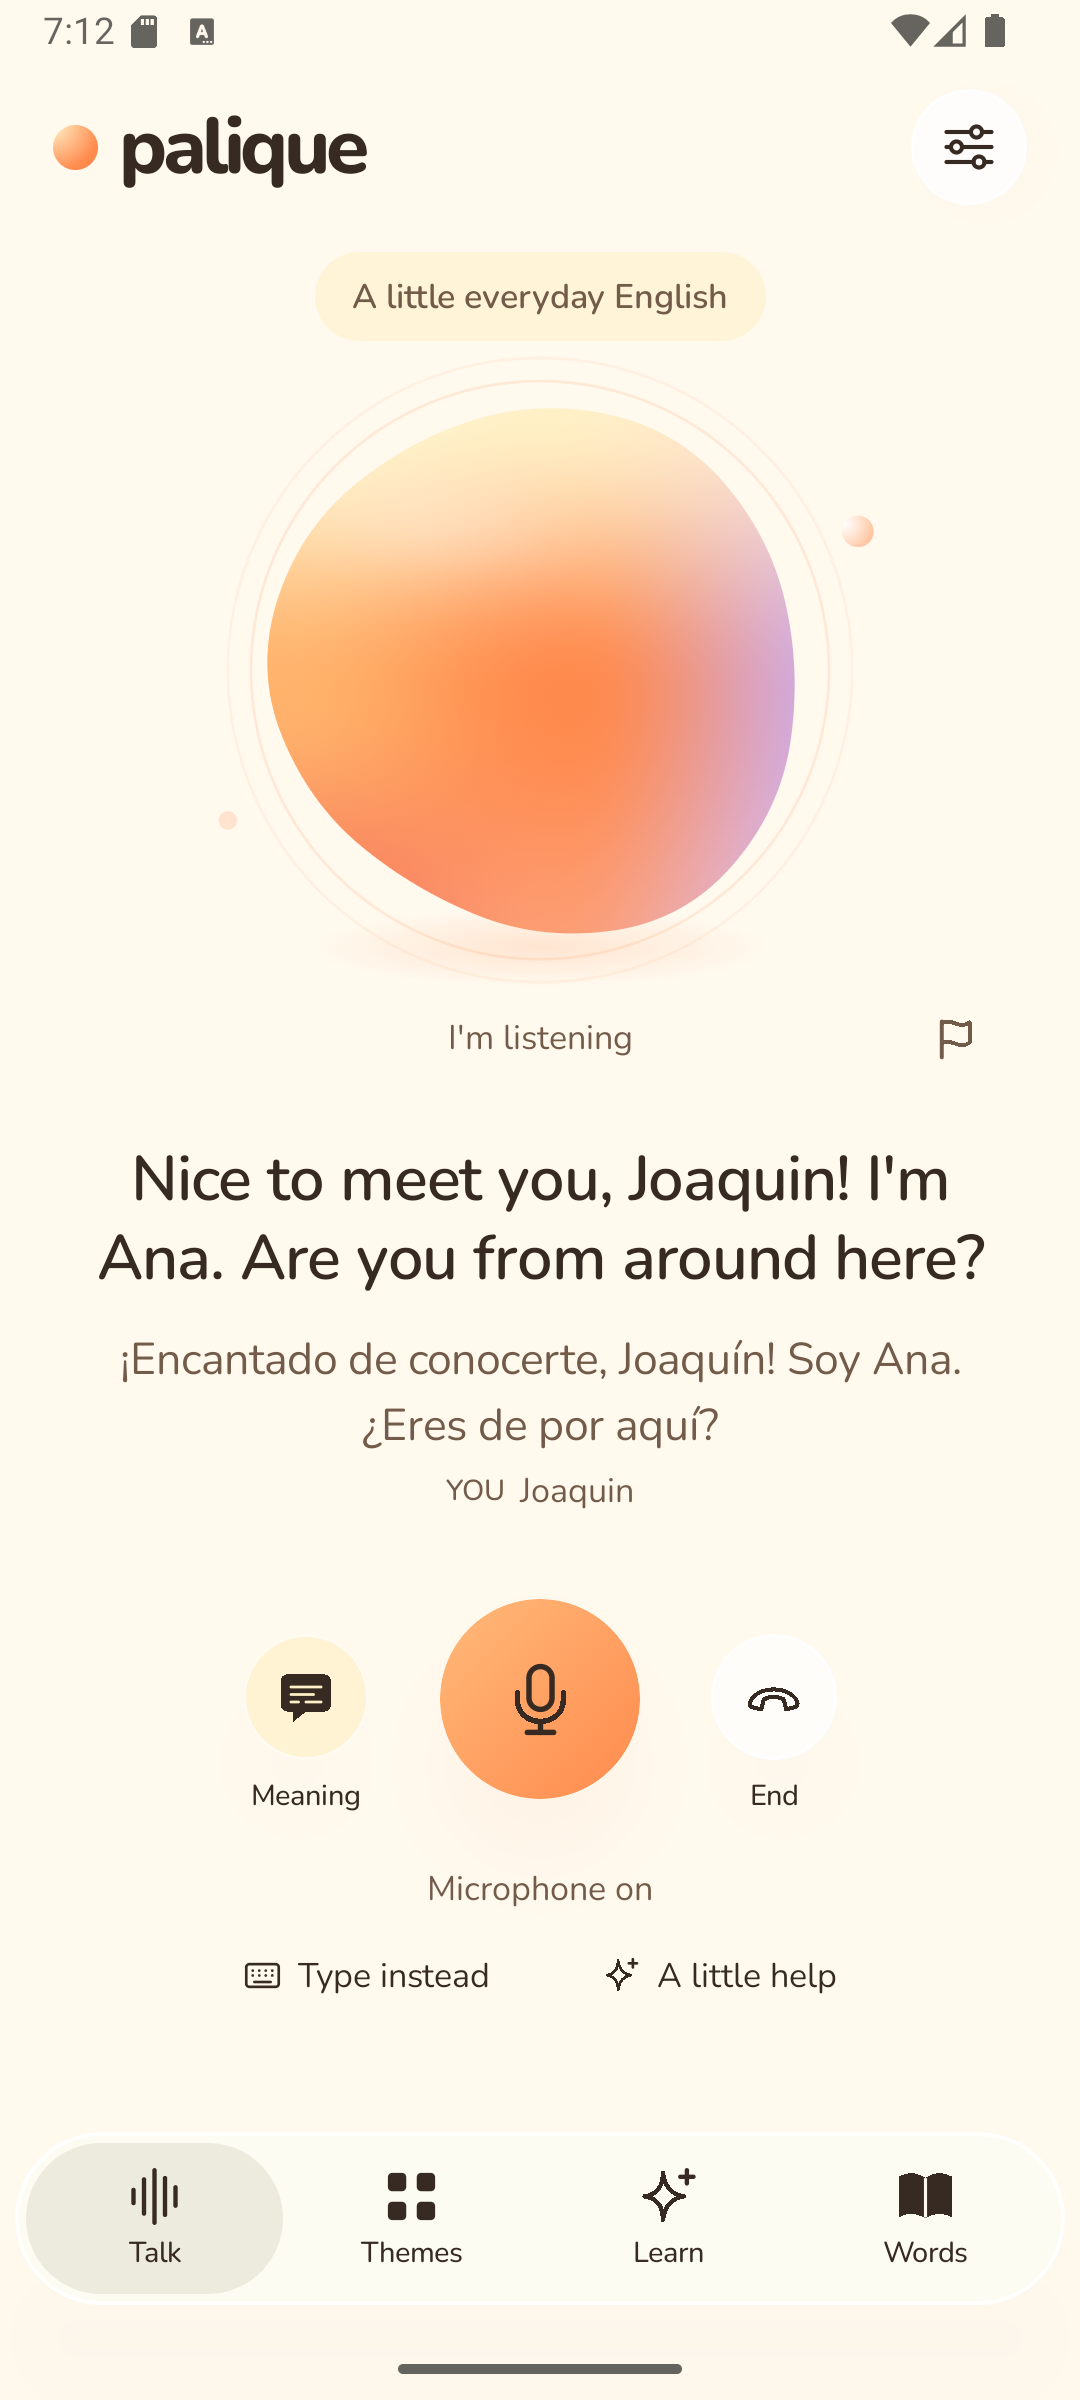 7:12
palique
A little everyday English
I'm listening
Nice to meet you, Joaquin! I'm
Ana. Are you from around here?
¡Encantado de conocerte, Joaquín! Soy Ana.
¿Eres de por aquí?
YOU Joaquin
Meaning
End
Microphone on
Type instead
A little help
Talk
Themes
Learn
Words